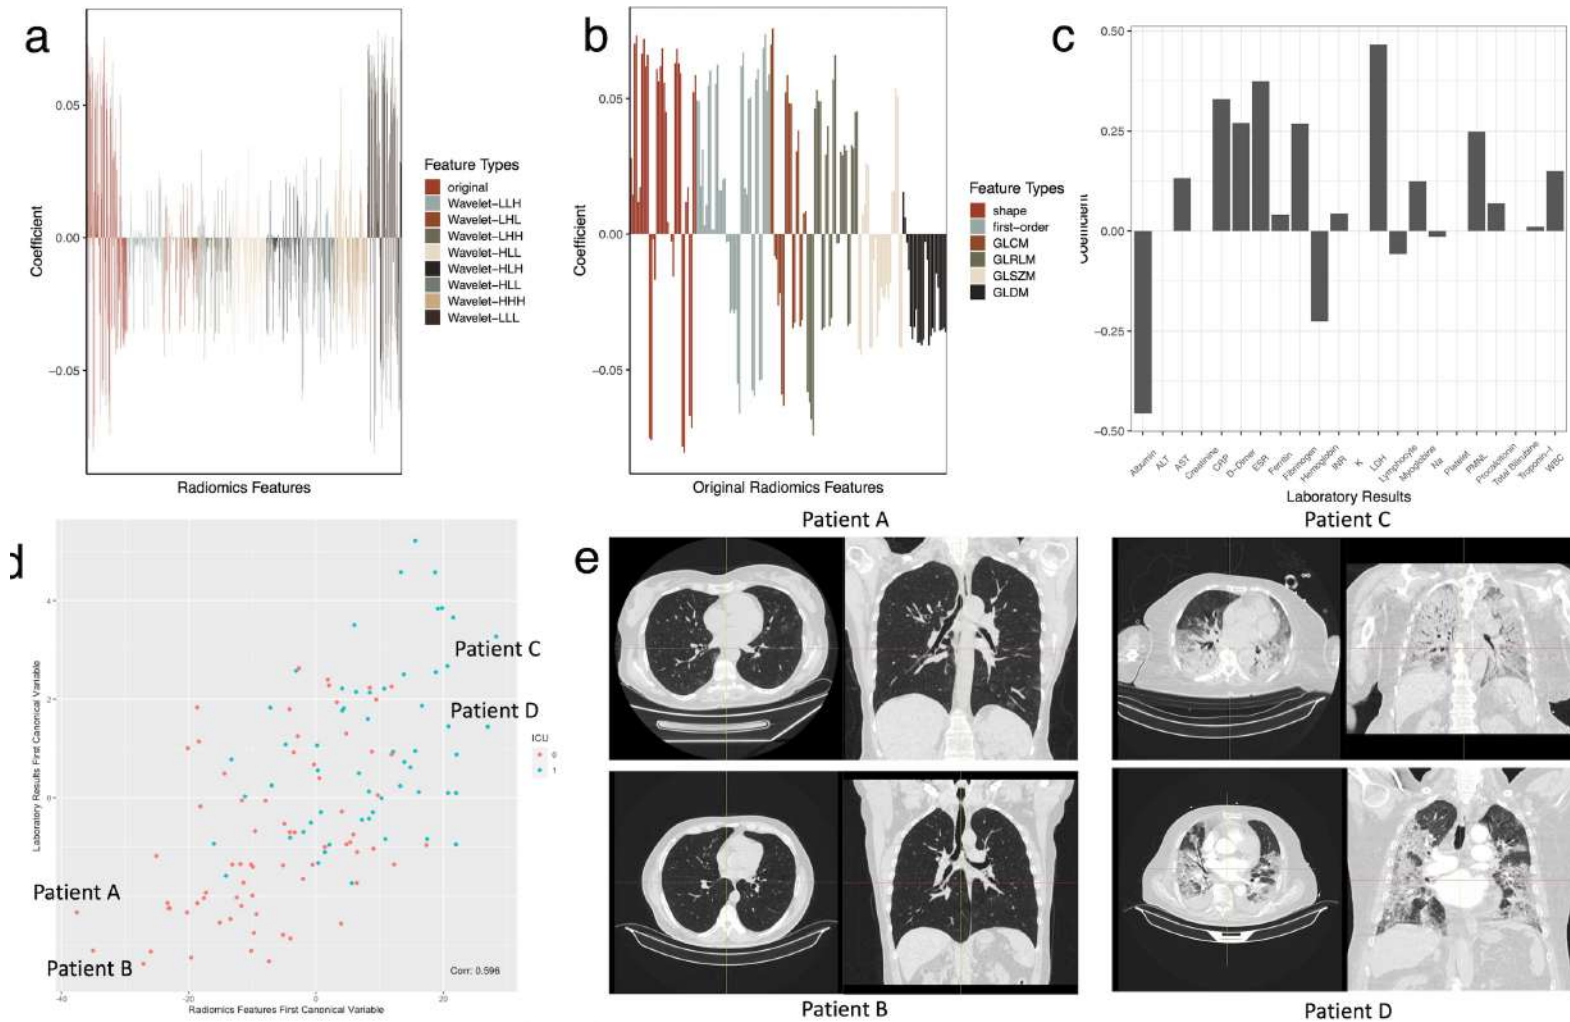 a
0.05
0.00
−0.05
Coefficient
Radiomics Features
Feature Types
original
Wavelet−LLH
Wavelet−LHL
Wavelet−LHH
Wavelet−HLL
Wavelet−HLH
Wavelet−HLL
Wavelet−HHH
Wavelet−LLL
b
0.05
0.00
−0.05
Coefficient
Original Radiomics Features
Feature Types
shape
first−order
GLCM
GLRLM
GLSZM
GLDM
c
0.50
0.25
0.00
−0.25
−0.50
Coefficient
Albumin
ALT
AST
Creatinine
CRP
D−Dimer
ESR
Ferritin
Fibrinogen
Hemoglobin
INR
K
LDH
Lymphocyte
Myoglobine
Na
Platelet
PMNL
Procalcitonin
Total Bilirubine
Troponin−I
WBC
Laboratory Results
d
4
2
0
Laboratory Results First Canonical Variable
Patient C
Patient D
Patient A
Patient B
Corr: 0.596
−40
−20
0
20
Radiomics Features First Canonical Variable
ICU
0
1
e
Patient A
Patient C
Patient B
Patient D